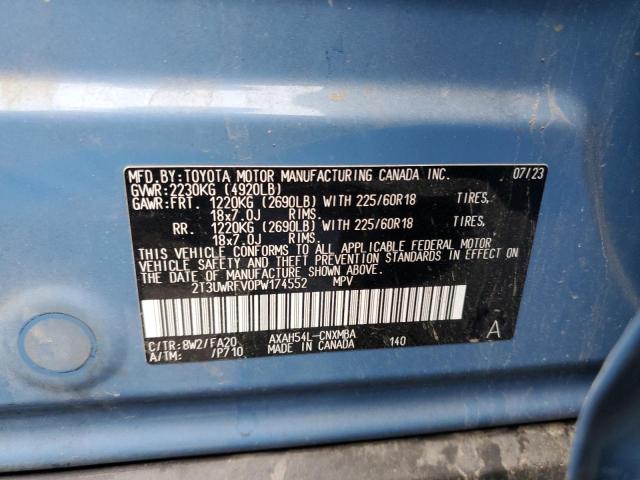 MFD.BY:TOYOTA MOTOR MANUFACTURING CANADA INC. 07/23
GVWR:2230KG (4920LB)
GAWR:FRT. 1220KG (2690LB) WITH 225/60R18 TIRES,
18x7.0J RIMS.
RR. 1220KG (2690LB) WITH 225/60R18 TIRES,
18x7.0J RIMS.
THIS VEHICLE CONFORMS TO ALL APPLICABLE FEDERAL MOTOR
VEHICLE SAFETY AND THEFT PREVENTION STANDARDS IN EFFECT
ON THE DATE OF MANUFACTURE SHOWN ABOVE.
2T3UWRFV0PW174552 MPV
C/TR:8W2/FA20 AXAH54L-CNXMBA A
A/TM: /P710 MADE IN CANADA 140